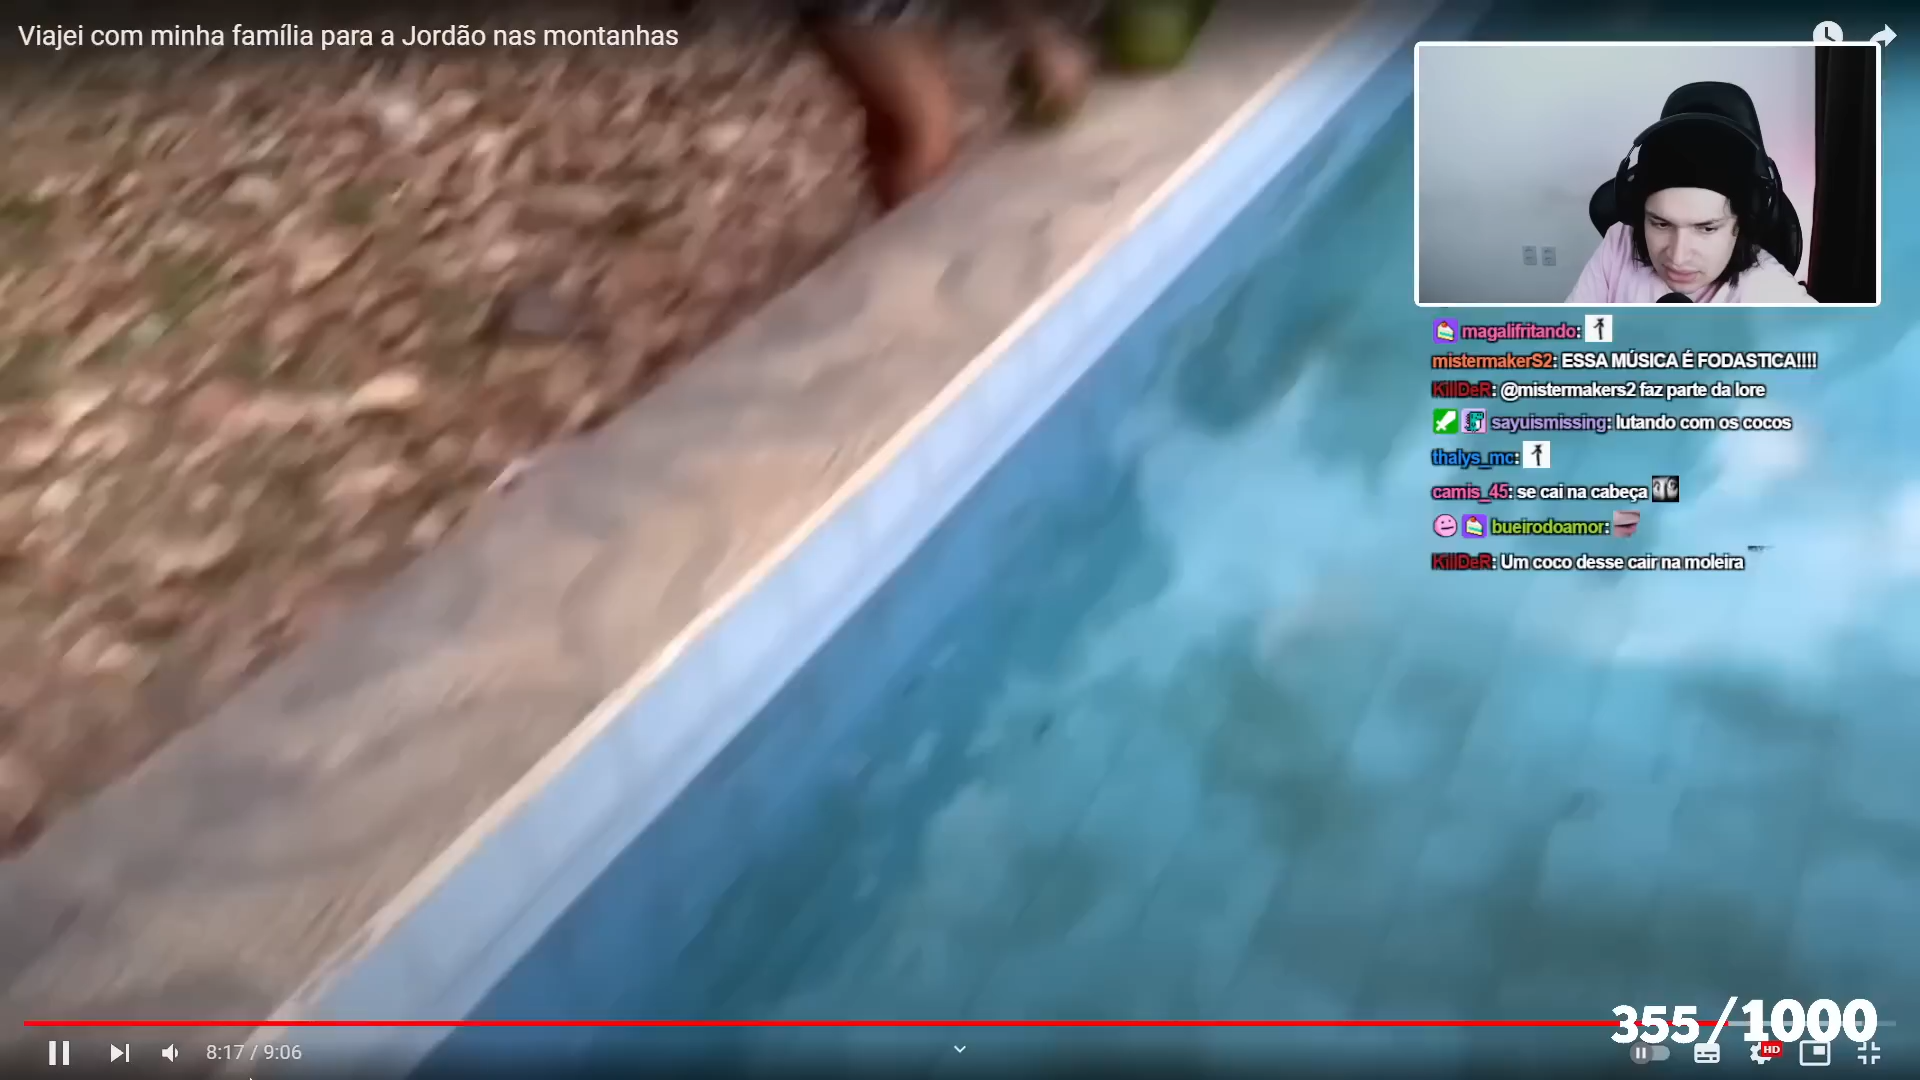 Viajei com minha família para a Jordão nas montanhas
magalifritando:
mistermakerS2: ESSA MÚSICA É FODASTICA!!!!
KillDeR: @mistermakers2 faz parte da lore
sayuismissing: lutando com os cocos
thalys_mc:
camis_45: se cai na cabeça
bueirodoamor:
KillDeR: Um coco desse cair na moleira
355/1000
8:17 / 9:06
HD